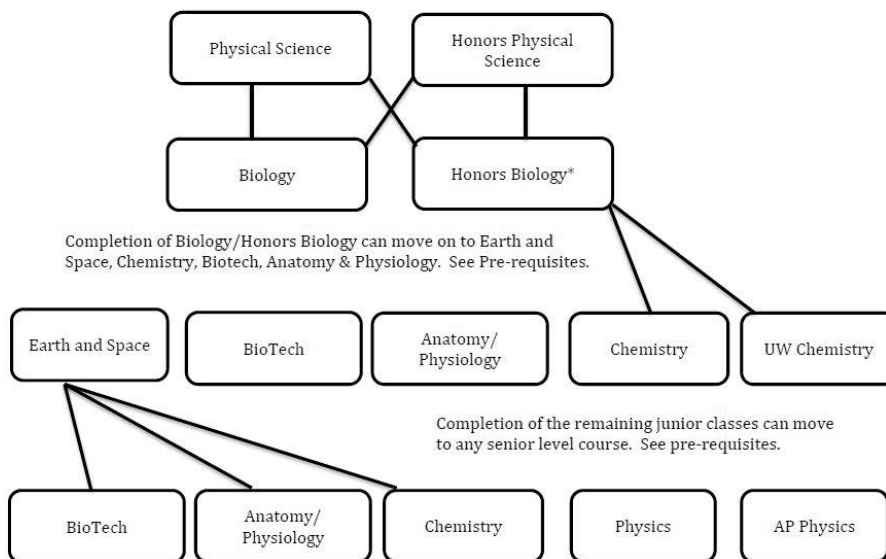 Physical Science
Honors Physical
Science
Biology
Honors Biology*
Completion of Biology/Honors Biology can move on to Earth and
Space, Chemistry, Biotech, Anatomy & Physiology.  See Pre-requisites.
Earth and Space
BioTech
Anatomy/
Physiology
Chemistry
UW Chemistry
Completion of the remaining junior classes can move
to any senior level course.  See pre-requisites.
BioTech
Anatomy/
Physiology
Chemistry
Physics
AP Physics